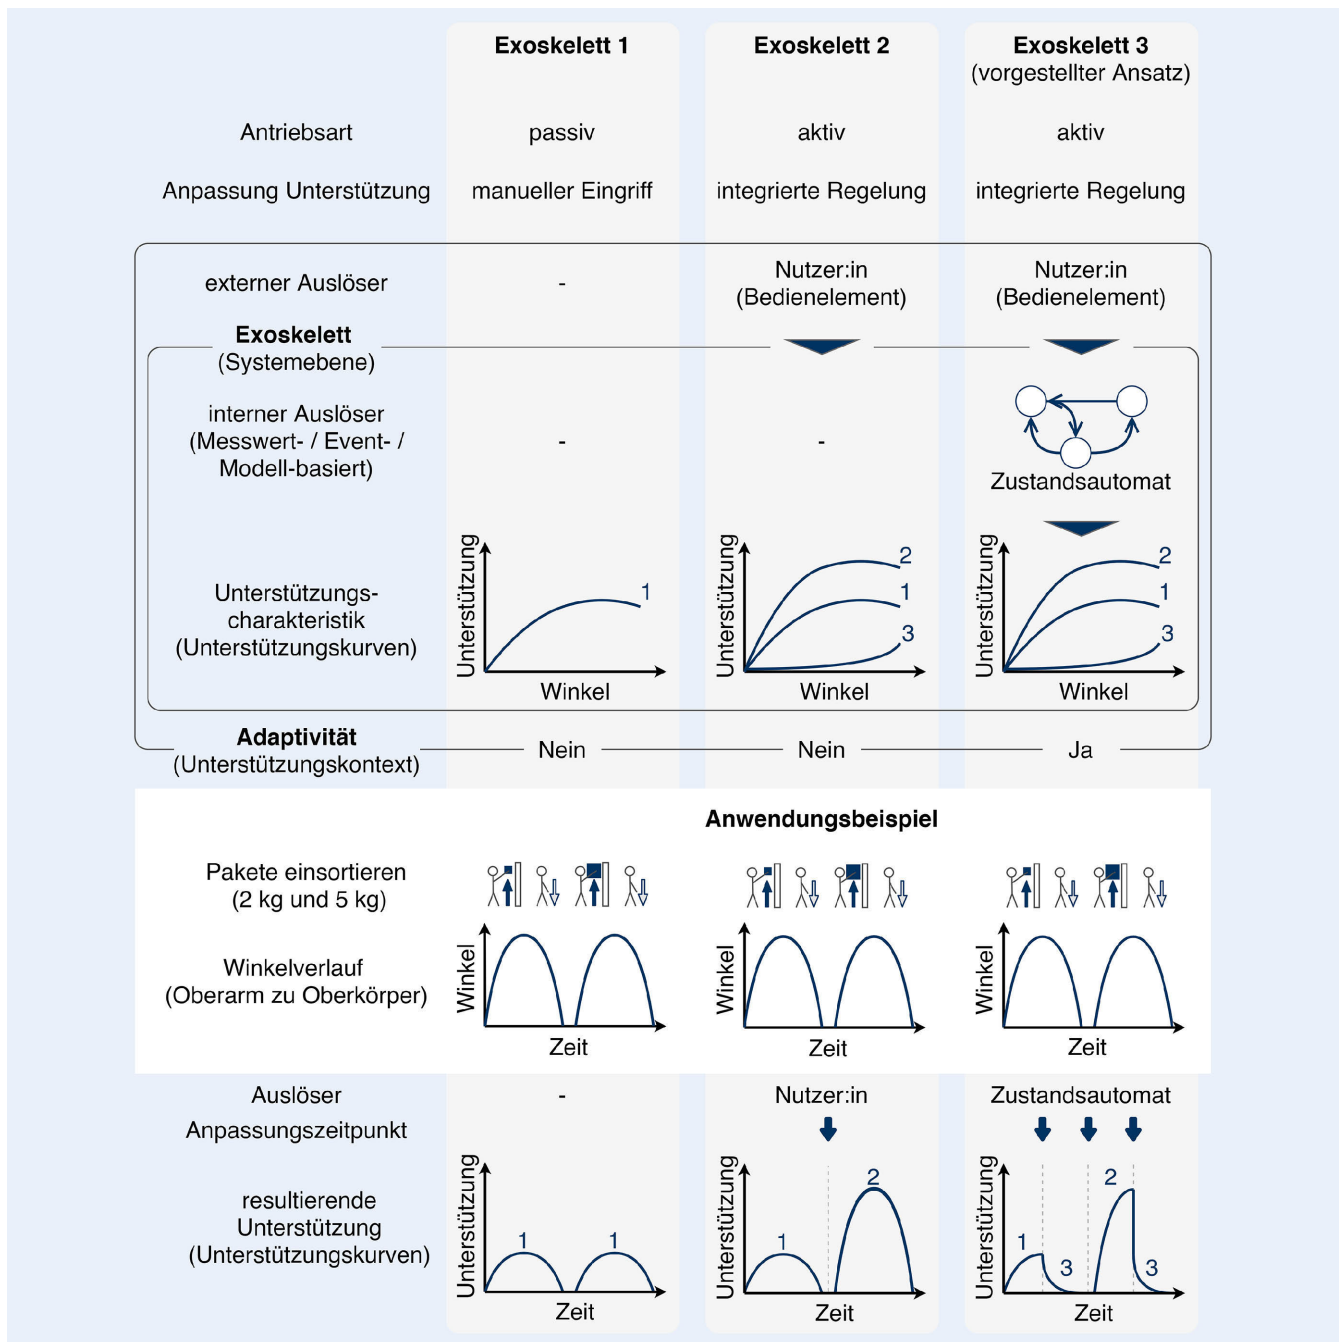 Exoskelett 1
Exoskelett 2
Exoskelett 3
(vorgestellter Ansatz)
Antriebsart
passiv
aktiv
aktiv
Anpassung Unterstützung
manueller Eingriff
integrierte Regelung
integrierte Regelung
externer Auslöser
-
Nutzer:in
(Bedienelement)
Nutzer:in
(Bedienelement)
Exoskelett
(Systemebene)
interner Auslöser
(Messwert- / Event- /
Modell-basiert)
-
-
Zustandsautomat
Unterstützungs-
charakteristik
(Unterstützungskurven)
Unterstützung
1
Winkel
Unterstützung
2
1
3
Winkel
Unterstützung
2
1
3
Winkel
Adaptivität
(Unterstützungskontext)
Nein
Nein
Ja
Anwendungsbeispiel
Pakete einsortieren
(2 kg und 5 kg)
Winkelverlauf
(Oberarm zu Oberkörper)
Winkel
Zeit
Winkel
Zeit
Winkel
Zeit
Auslöser
-
Nutzer:in
Zustandsautomat
Anpassungszeitpunkt
resultierende
Unterstützung
(Unterstützungskurven)
Unterstützung
1
1
Zeit
Unterstützung
1
2
Zeit
Unterstützung
1
3
2
3
Zeit